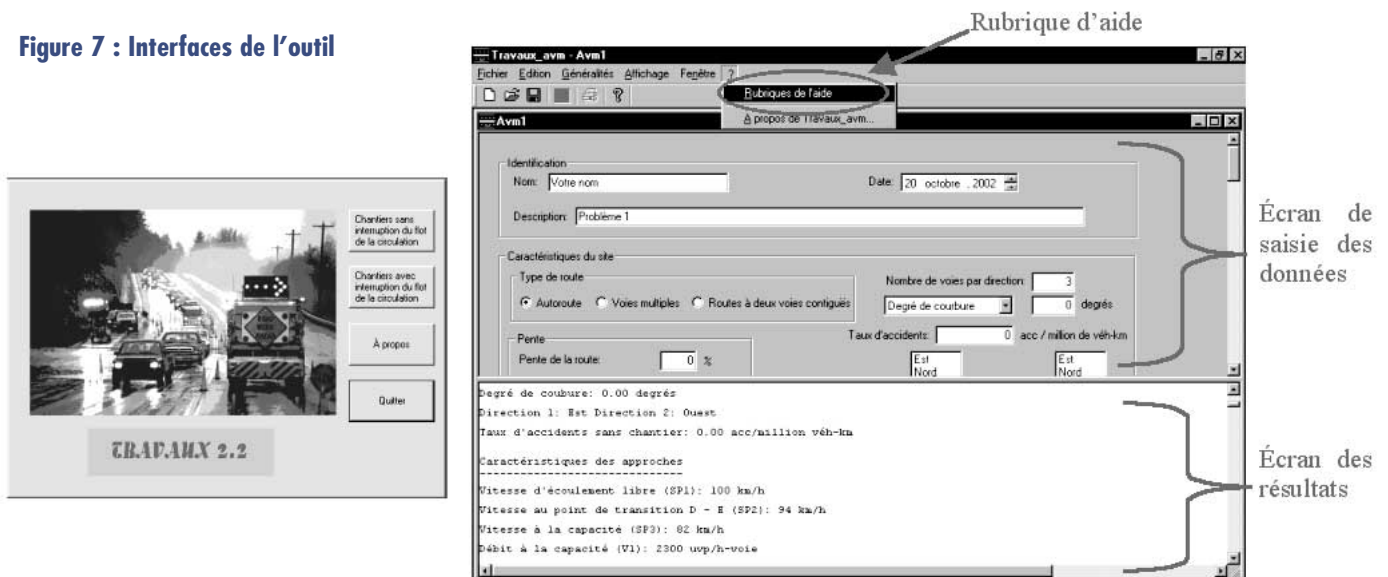 Figure 7 : Interfaces de l'outil
Rubrique d'aide
Chantiers sans
interruption du flot
de la circulation
Chantiers avec
interruption du flot
de la circulation
À propos
Quitter
TRAVAUX 2.2
Travaux_avm - Avm1
Fichier Edition Généralités Affichage Fenêtre ?
Rubriques de l'aide
A propos de Travaux_avm...
Avm1
Identification
Nom: Votre nom
Date: 20 octobre . 2002
Description: Problème 1
Caractéristiques du site
Type de route
Autoroute Voies multiples Routes à deux voies contiguës
Nombre de voies par direction: 3
Degré de courbure 0 degrés
Taux d'accidents: 0 acc / million de véh-km
Pente
Pente de la route: 0 %
Est
Nord
Est
Nord
Écran de
saisie des
données
Degré de coubure: 0.00 degrés
Direction 1: Est Direction 2: Ouest
Taux d'accidents sans chantier: 0.00 acc/million véh-km
Caractéristiques des approches
--------------------------------
Vitesse d'écoulement libre (SP1): 100 km/h
Vitesse au point de transition D - E (SP2): 94 km/h
Vitesse à la capacité (SP3): 82 km/h
Débit à la capacité (V1): 2300 uvp/h-voie
Écran des
résultats